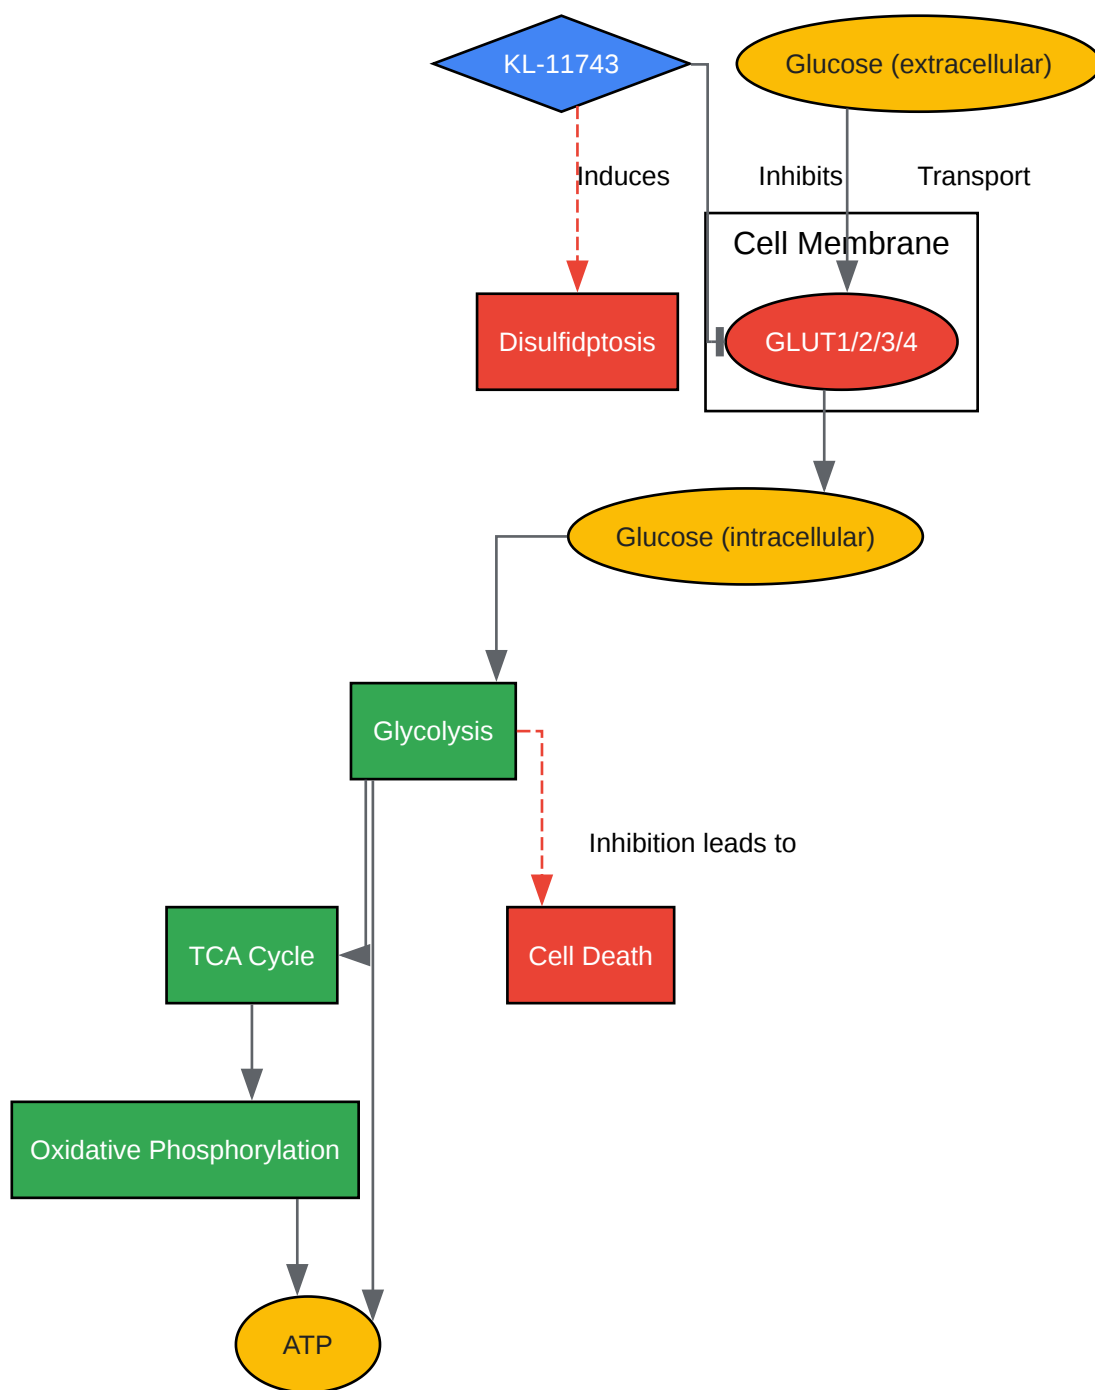 KL-11743
Glucose (extracellular)
Induces
Inhibits
Transport
Cell Membrane
Disulfidptosis
GLUT1/2/3/4
Glucose (intracellular)
Glycolysis
Inhibition leads to
TCA Cycle
Cell Death
Oxidative Phosphorylation
ATP